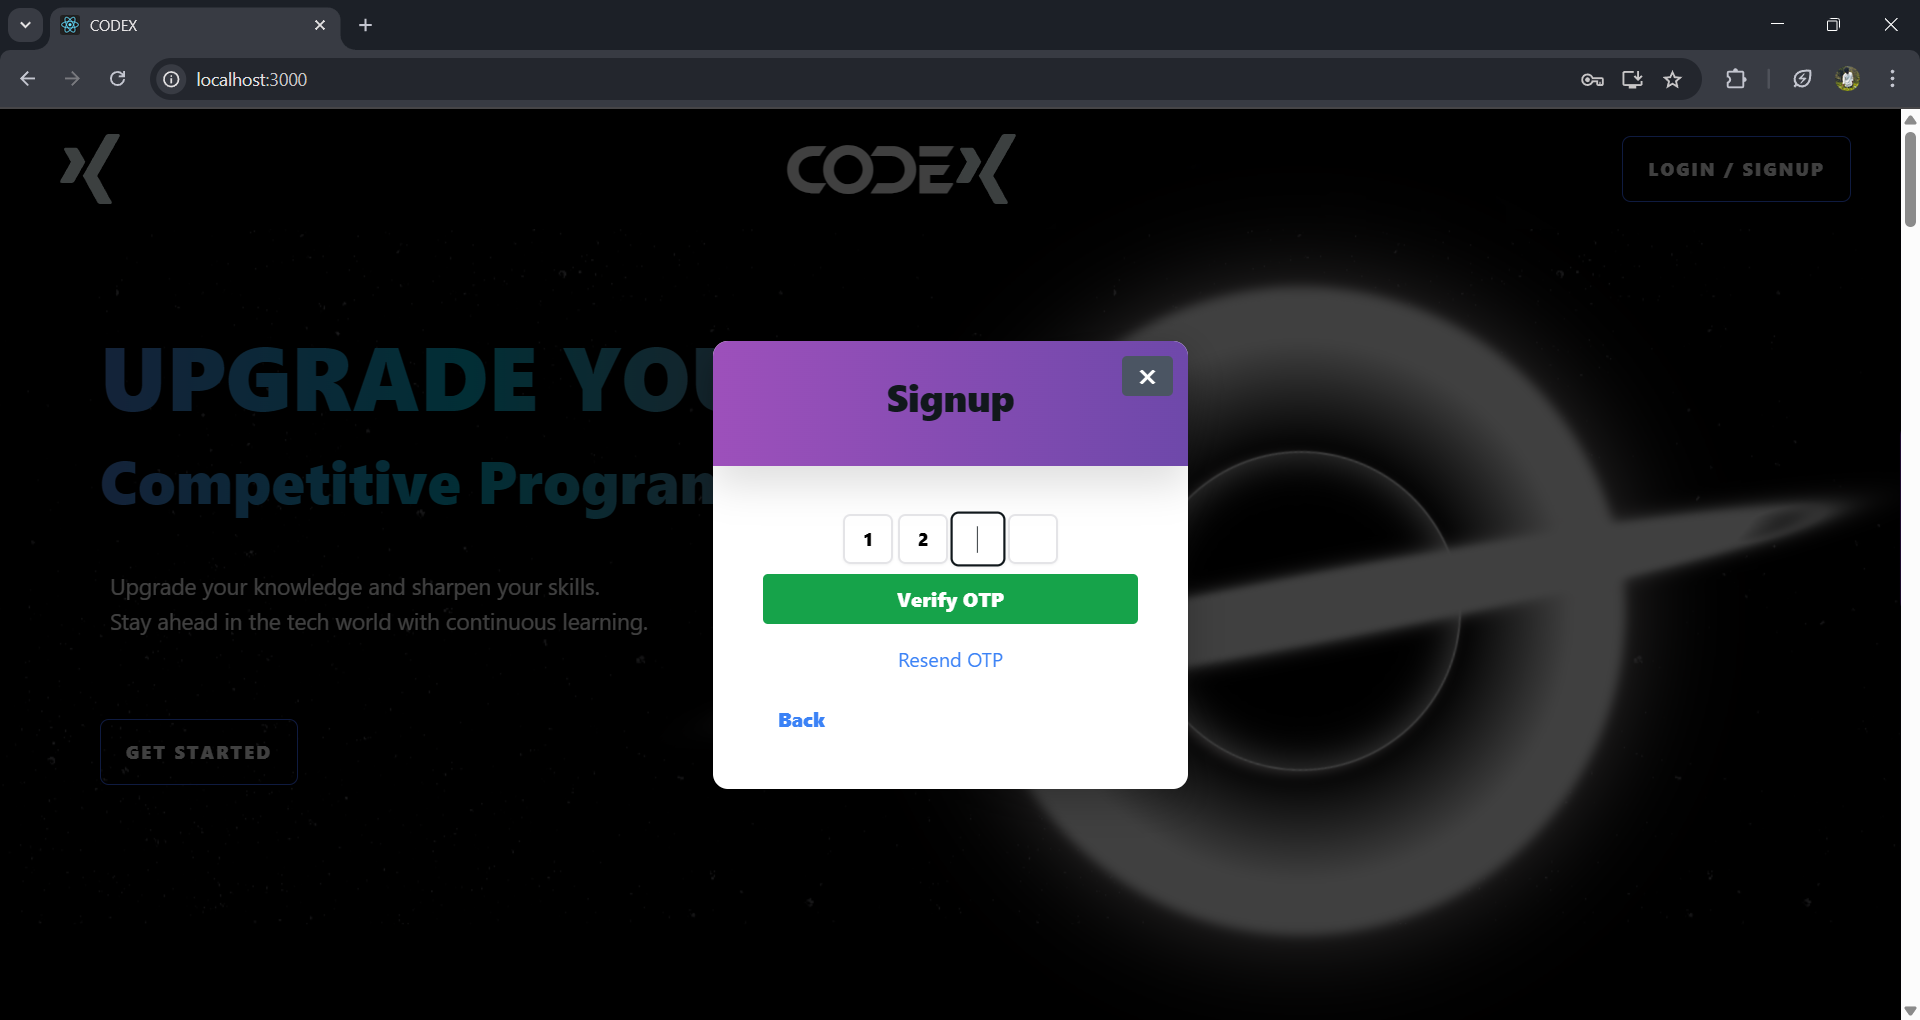 CODEX
localhost:3000
CODEX
LOGIN / SIGNUP
UPGRADE YOU
Competitive Program
Upgrade your knowledge and sharpen your skills.
Stay ahead in the tech world with continuous learning.
GET STARTED
Signup
1 2
Verify OTP
Resend OTP
Back